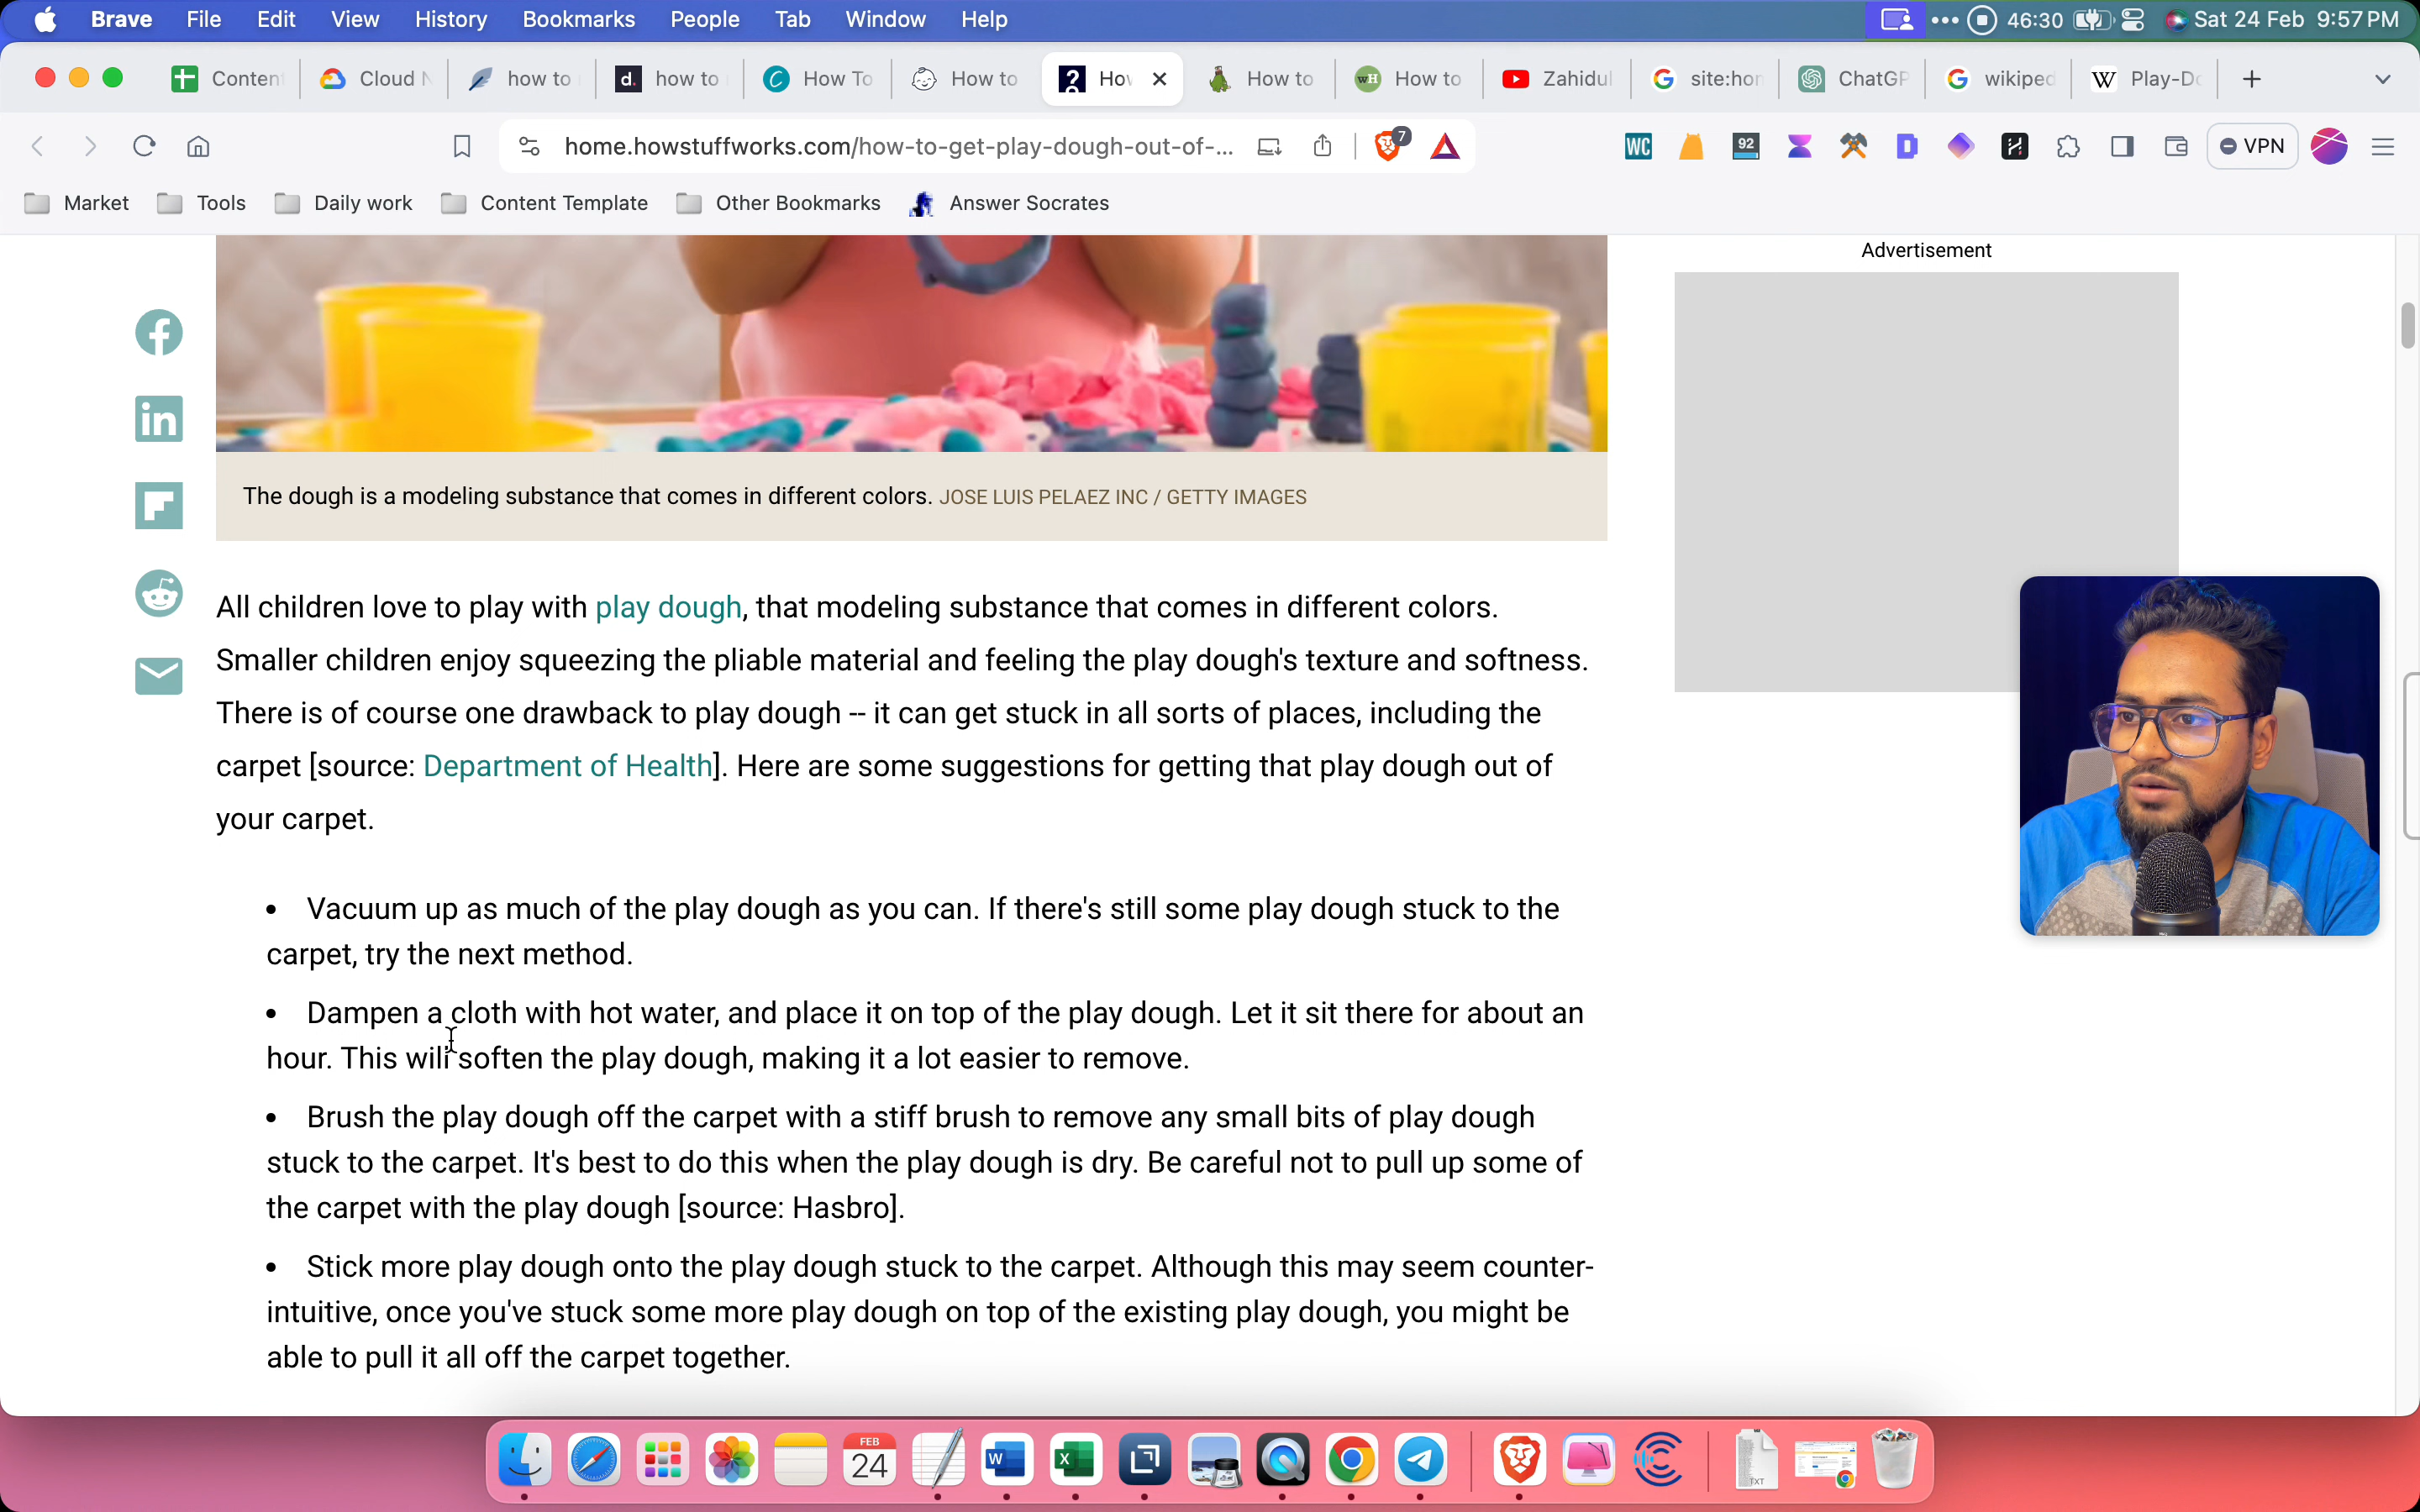 Brave File Edit View History Bookmarks People Tab Window Help 46:30 Sat 24 Feb 9:57 PM
Content Cloud N how to how to How To How to How How to How to Zahidul site:hor ChatGP wikiped Play-Do
home.howstuffworks.com/how-to-get-play-dough-out-of-... 7 WC 92 VPN
Market Tools Daily work Content Template Other Bookmarks Answer Socrates
Advertisement
The dough is a modeling substance that comes in different colors. JOSE LUIS PELAEZ INC / GETTY IMAGES
All children love to play with play dough, that modeling substance that comes in different colors.
Smaller children enjoy squeezing the pliable material and feeling the play dough's texture and softness.
There is of course one drawback to play dough -- it can get stuck in all sorts of places, including the
carpet [source: Department of Health]. Here are some suggestions for getting that play dough out of
your carpet.
• Vacuum up as much of the play dough as you can. If there's still some play dough stuck to the
carpet, try the next method.
• Dampen a cloth with hot water, and place it on top of the play dough. Let it sit there for about an
hour. This will soften the play dough, making it a lot easier to remove.
• Brush the play dough off the carpet with a stiff brush to remove any small bits of play dough
stuck to the carpet. It's best to do this when the play dough is dry. Be careful not to pull up some of
the carpet with the play dough [source: Hasbro].
• Stick more play dough onto the play dough stuck to the carpet. Although this may seem counter-
intuitive, once you've stuck some more play dough on top of the existing play dough, you might be
able to pull it all off the carpet together.
FEB
24
TXT